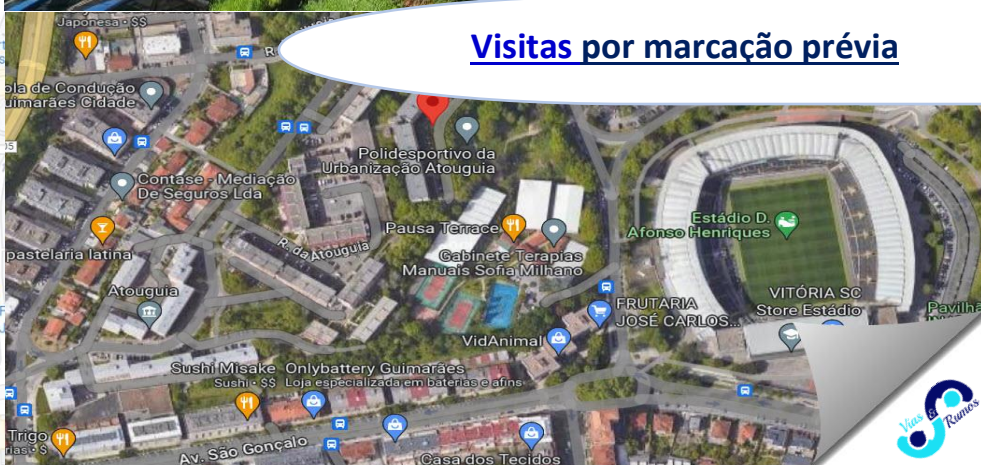 Visitas por marcação prévia
Japonesa • $$
R.
ola de Condução
uimarães Cidade
Polidesportivo da
Urbanização Atouguia
Contase - Mediação
De Seguros Lda
Estádio D.
Afonso Henriques
Pausa Terrace
R. da Atouguia
pastelaria latina
Gabinete Terapias
Manuais Sofia Milhano
Atouguia
FRUTARIA
JOSÉ CARLOS...
VITÓRIA SC
Store Estádio
Pavilhã
VidAnimal
Sushi Misake
Sushi • $$
Onlybattery Guimarães
Loja especializada em baterias e afins
Trigo
rias • $
Av. São Gonçalo
Casa dos Tecidos
Vias & Rumos